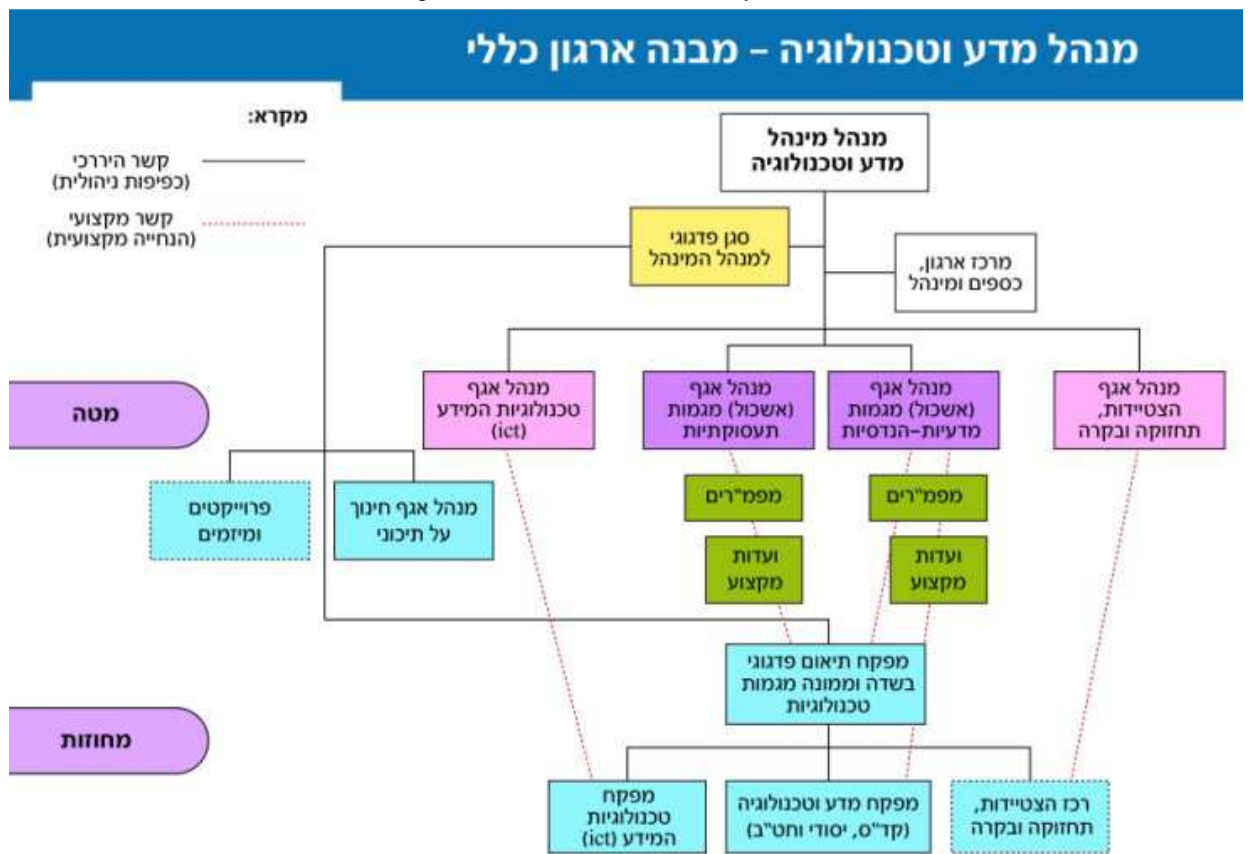 מנהל מדע וטכנולוגיה – מבנה ארגון כללי
מקרא:
קשר היררכי
(כפיפות ניהולית)
קשר מקצועי
(הנחייה מקצועית)
מנהל מינהל
מדע וטכנולוגיה
סגן פדגוגי
למנהל המינהל
מרכז ארגון,
כספים ומינהל
מטה
מנהל אגף
הצטיידות,
תחזוקה ובקרה
מנהל אגף
(אשכול) מגמות
מדעיות-הנדסיות
מנהל אגף
(אשכול) מגמות
תעסוקתיות
מנהל אגף
טכנולוגיות המידע
(ict)
מפמ"רים
מפמ"רים
מנהל אגף חינוך
על תיכוני
פרוייקטים
ומיזמים
ועדות
מקצוע
ועדות
מקצוע
מחוזות
מפקח תיאום פדגוגי
בשדה וממונה מגמות
טכנולוגיות
רכז הצטיידות,
תחזוקה ובקרה
מפקח מדע וטכנולוגיה
(קד"ס, יסודי וחט"ב)
מפקח
טכנולוגיות
המידע (ict)